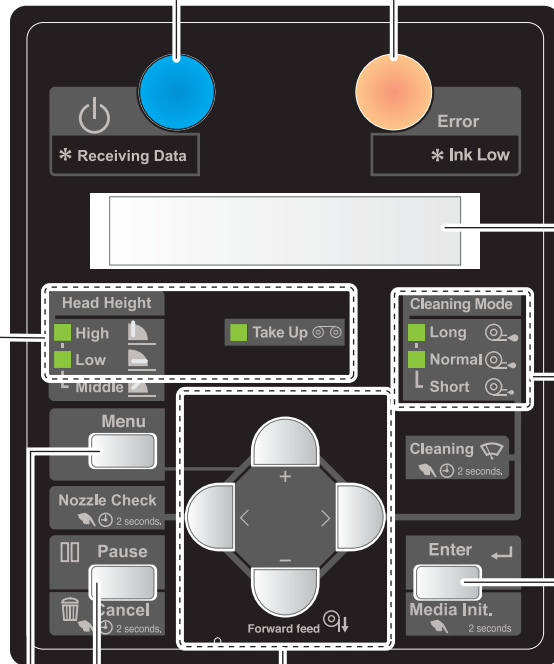 Error
* Receiving Data
* Ink Low
Head Height
High
Low
Middle
Take Up
Cleaning Mode
Long
Normal
Short
Menu
+
Cleaning
2 seconds.
Nozzle Check
2 seconds.
< >
Pause
Cancel
2 seconds.
−
Forward feed
Enter
Media Init.
2 seconds